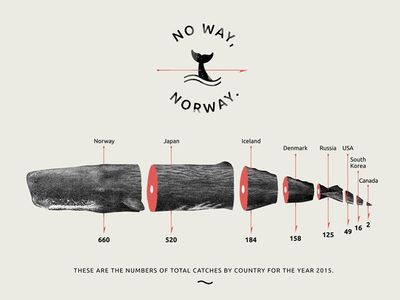 NO WAY,
NORWAY.
Norway
Japan
Iceland
Denmark
Russia
USA
South
Korea
Canada
660
520
184
158
125
49
16
2
THESE ARE THE NUMBERS OF TOTAL CATCHES BY COUNTRY FOR THE YEAR 2015.